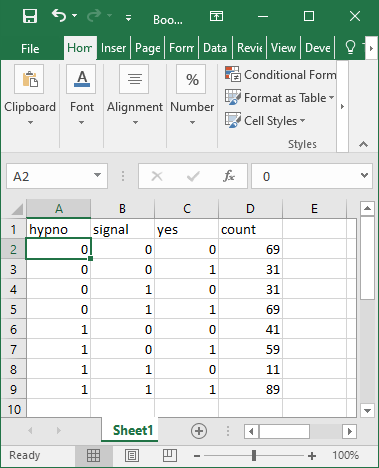 Boo...
File Hom Inser Page Form Data Revie View Deve
Clipboard
Font
Alignment
Number
Conditional Form
Format as Table
Cell Styles
Styles
A2 fx 0
A B C D E
1 hypno signal yes count
2 0 0 0 69
3 0 0 1 31
4 0 1 0 31
5 0 1 1 69
6 1 0 0 41
7 1 0 1 59
8 1 1 0 11
9 1 1 1 89
10
Sheet1
Ready 100%